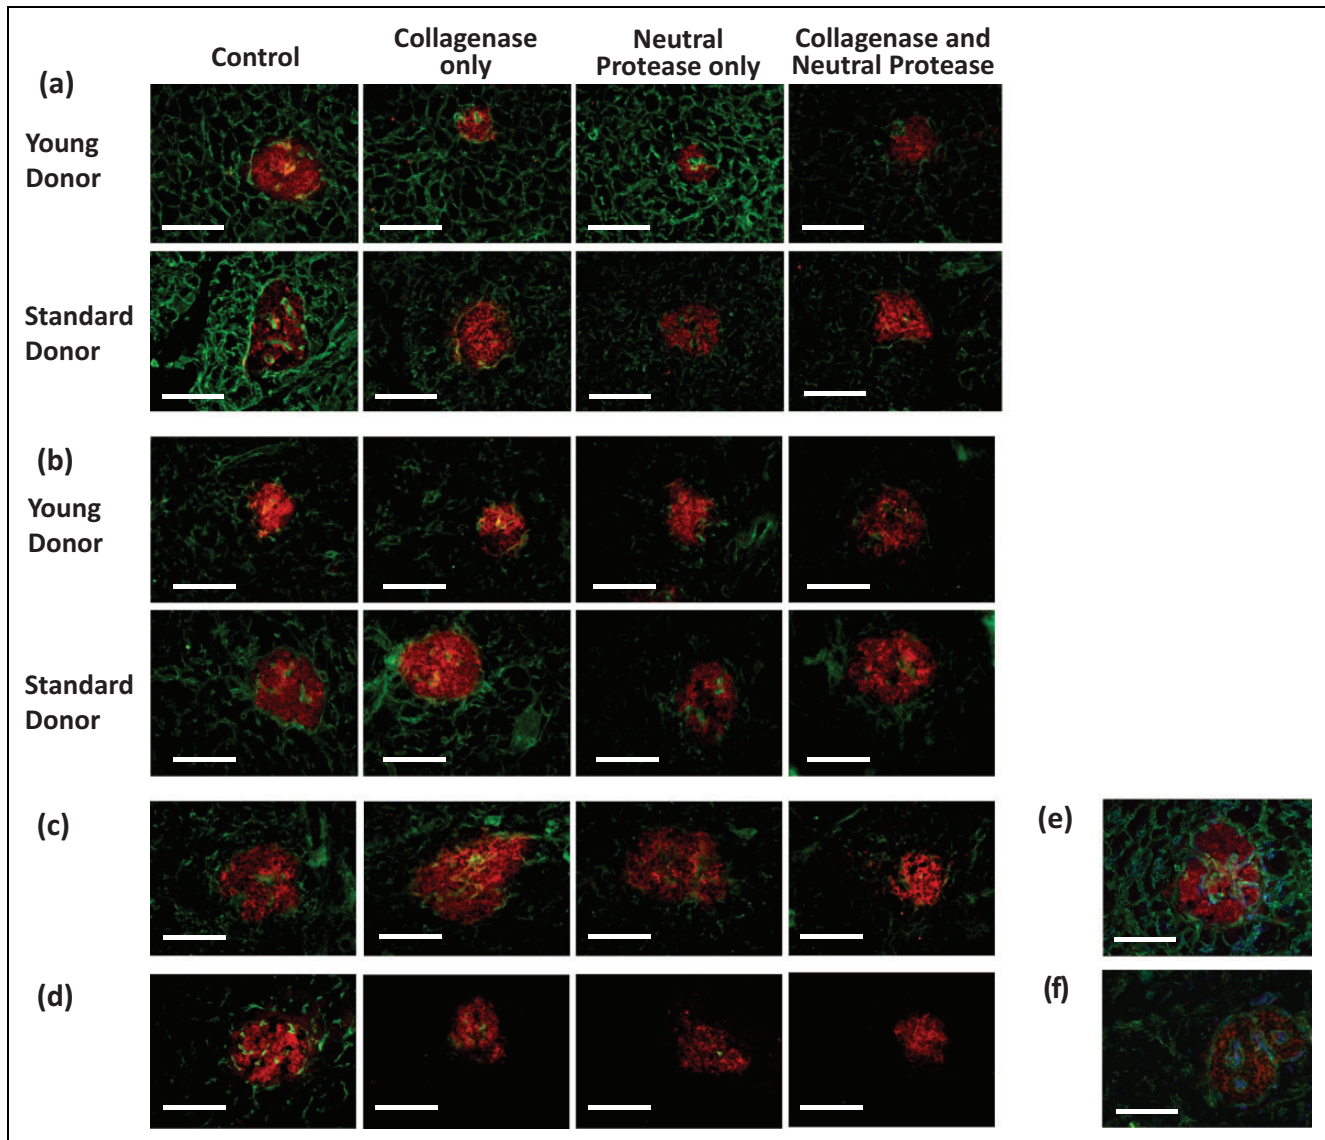 Control
Collagenase
only
Neutral
Protease only
Collagenase and
Neutral Protease
(a)
Young
Donor
Standard
Donor
(b)
Young
Donor
Standard
Donor
(c)
(e)
(d)
(f)